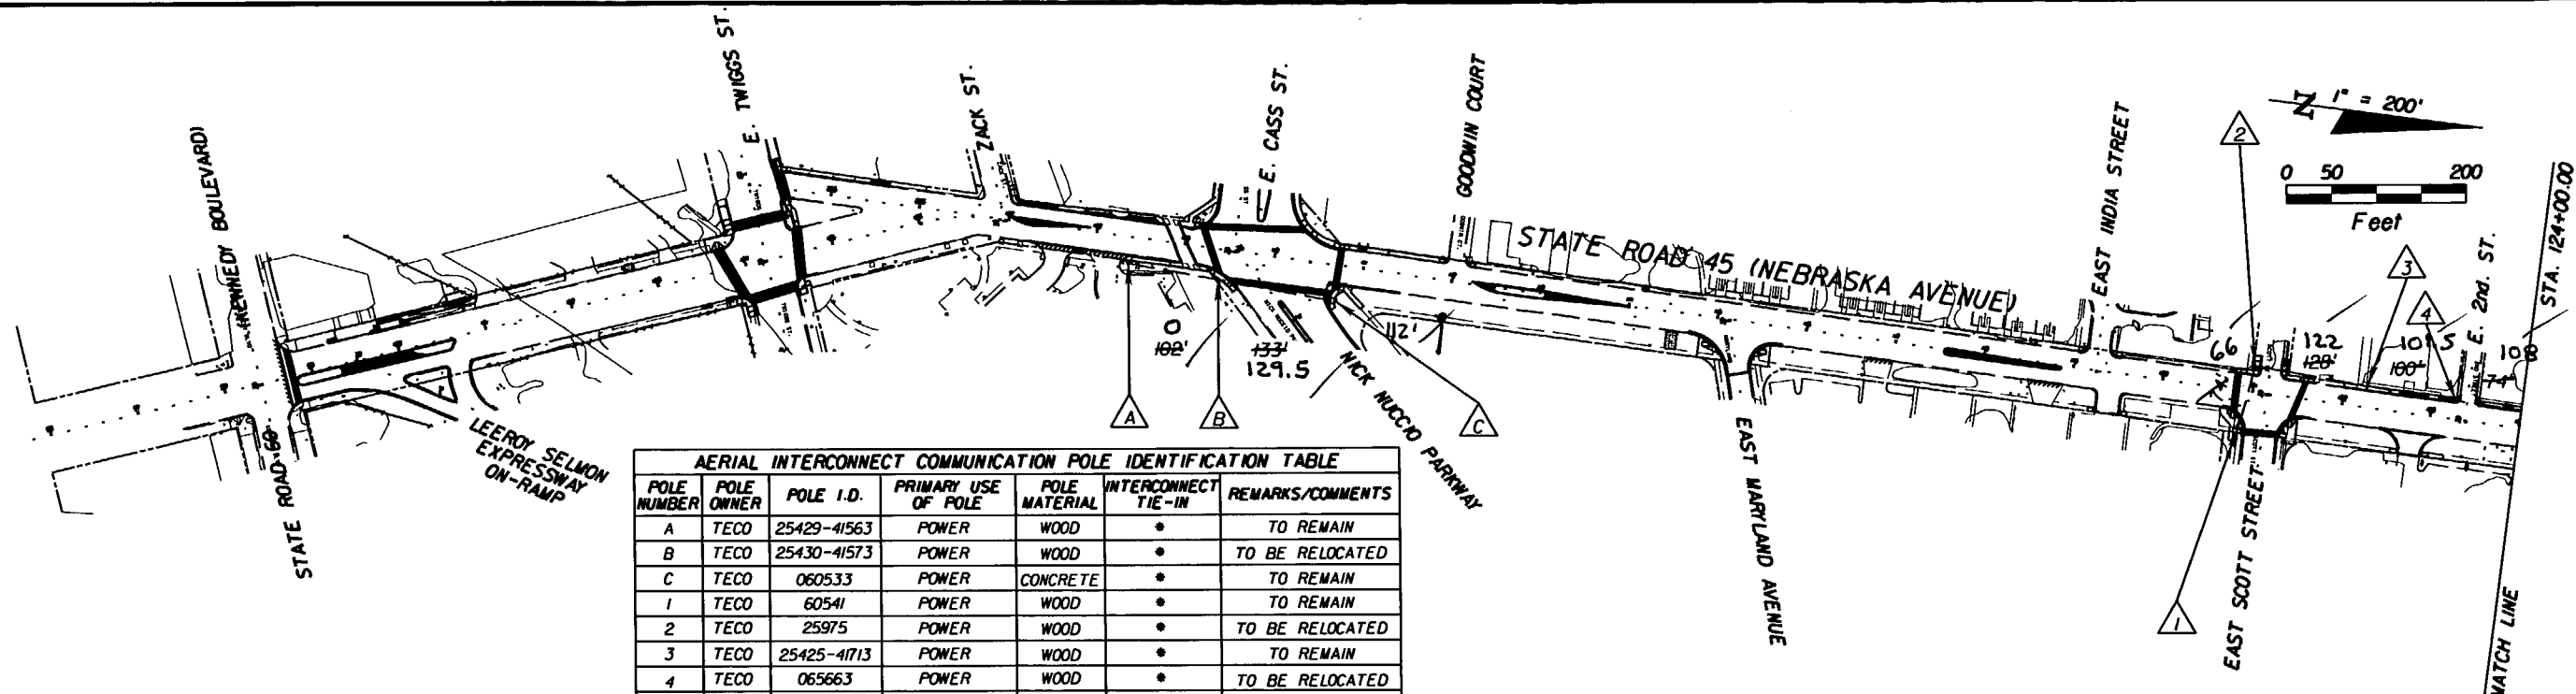 KENNEDY BOULEVARD
E. TWIGGS ST.
ZACK ST.
E. CASS ST.
GOODWIN COURT
EAST INDIA STREET
2
N 1" = 200'
0 50 200
Feet
3
4
E. 2nd. ST.
STA. 124+00.00
STATE ROAD 45 (NEBRASKA AVENUE)
0
102'
133'
129.5
112'
66
74'
122
128'
101.5
100'
108
74'
A
B
C
NICK NUCCIO PARKWAY
LEEROY SELMON
EXPRESSWAY
ON-RAMP
STATE ROAD 60
EAST MARYLAND AVENUE
EAST SCOTT STREET
1
MATCH LINE
AERIAL INTERCONNECT COMMUNICATION POLE IDENTIFICATION TABLE
POLE NUMBER POLE OWNER POLE I.D. PRIMARY USE OF POLE POLE MATERIAL INTERCONNECT TIE-IN REMARKS/COMMENTS
A TECO 25429-41563 POWER WOOD * TO REMAIN
B TECO 25430-41573 POWER WOOD * TO BE RELOCATED
C TECO 060533 POWER CONCRETE * TO REMAIN
1 TECO 60541 POWER WOOD * TO REMAIN
2 TECO 25975 POWER WOOD * TO BE RELOCATED
3 TECO 25425-41713 POWER WOOD * TO REMAIN
4 TECO 065663 POWER WOOD * TO BE RELOCATED